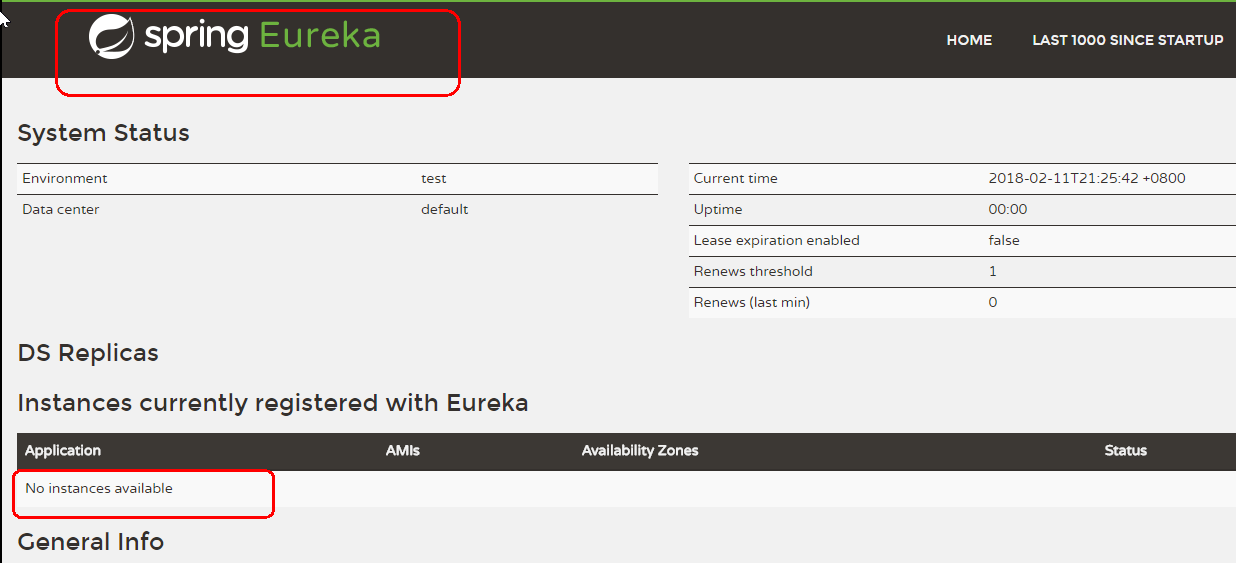 spring Eureka
HOME LAST 1000 SINCE STARTUP
System Status
Environment test
Data center default
Current time 2018-02-11T21:25:42 +0800
Uptime 00:00
Lease expiration enabled false
Renews threshold 1
Renews (last min) 0
DS Replicas
Instances currently registered with Eureka
Application AMIs Availability Zones Status
No instances available
General Info